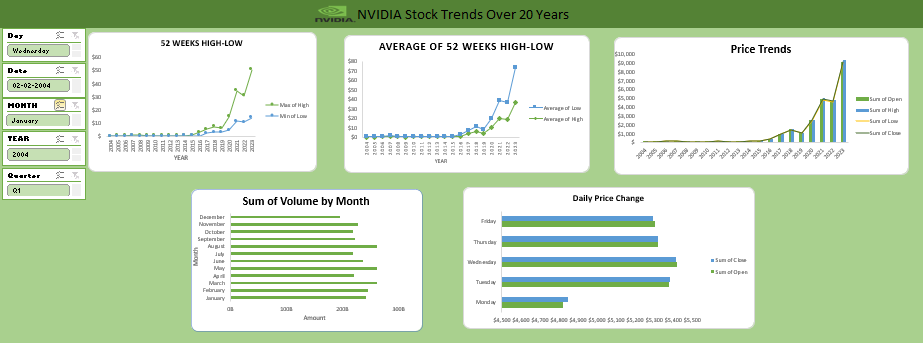 NVIDIA
NVIDIA Stock Trends Over 20 Years
Day
Wednesday
Date
02-02-2004
MONTH
January
YEAR
2004
Quarter
Q1
52 WEEKS HIGH-LOW
$60
$50
$40
$30
$20
$10
$
2004 2005 2006 2007 2008 2009 2010 2011 2012 2013 2014 2015 2016 2017 2018 2019 2020 2021 2022 2023
YEAR
Max of High
Min of Low
AVERAGE OF 52 WEEKS HIGH-LOW
$80
$70
$60
$50
$40
$30
$20
$10
$0
2004 2005 2006 2007 2008 2009 2010 2011 2012 2013 2014 2015 2016 2017 2018 2019 2020 2021 2022 2023
YEAR
Average of Low
Average of High
Price Trends
$10,000
$9,000
$8,000
$7,000
$6,000
$5,000
$4,000
$3,000
$2,000
$1,000
$
2004 2005 2006 2007 2008 2009 2010 2011 2012 2013 2014 2015 2016 2017 2018 2019 2020 2021 2022 2023
Sum of Open
Sum of High
Sum of Low
Sum of Close
Sum of Volume by Month
Month
December
November
October
September
August
July
June
May
April
March
February
January
0B 100B 200B 300B
Amount
Daily Price Change
Friday
Thursday
Wednesday
Tuesday
Monday
$4,500 $4,600 $4,700 $4,800 $4,900 $5,000 $5,100 $5,200 $5,300 $5,400 $5,500
Sum of Close
Sum of Open